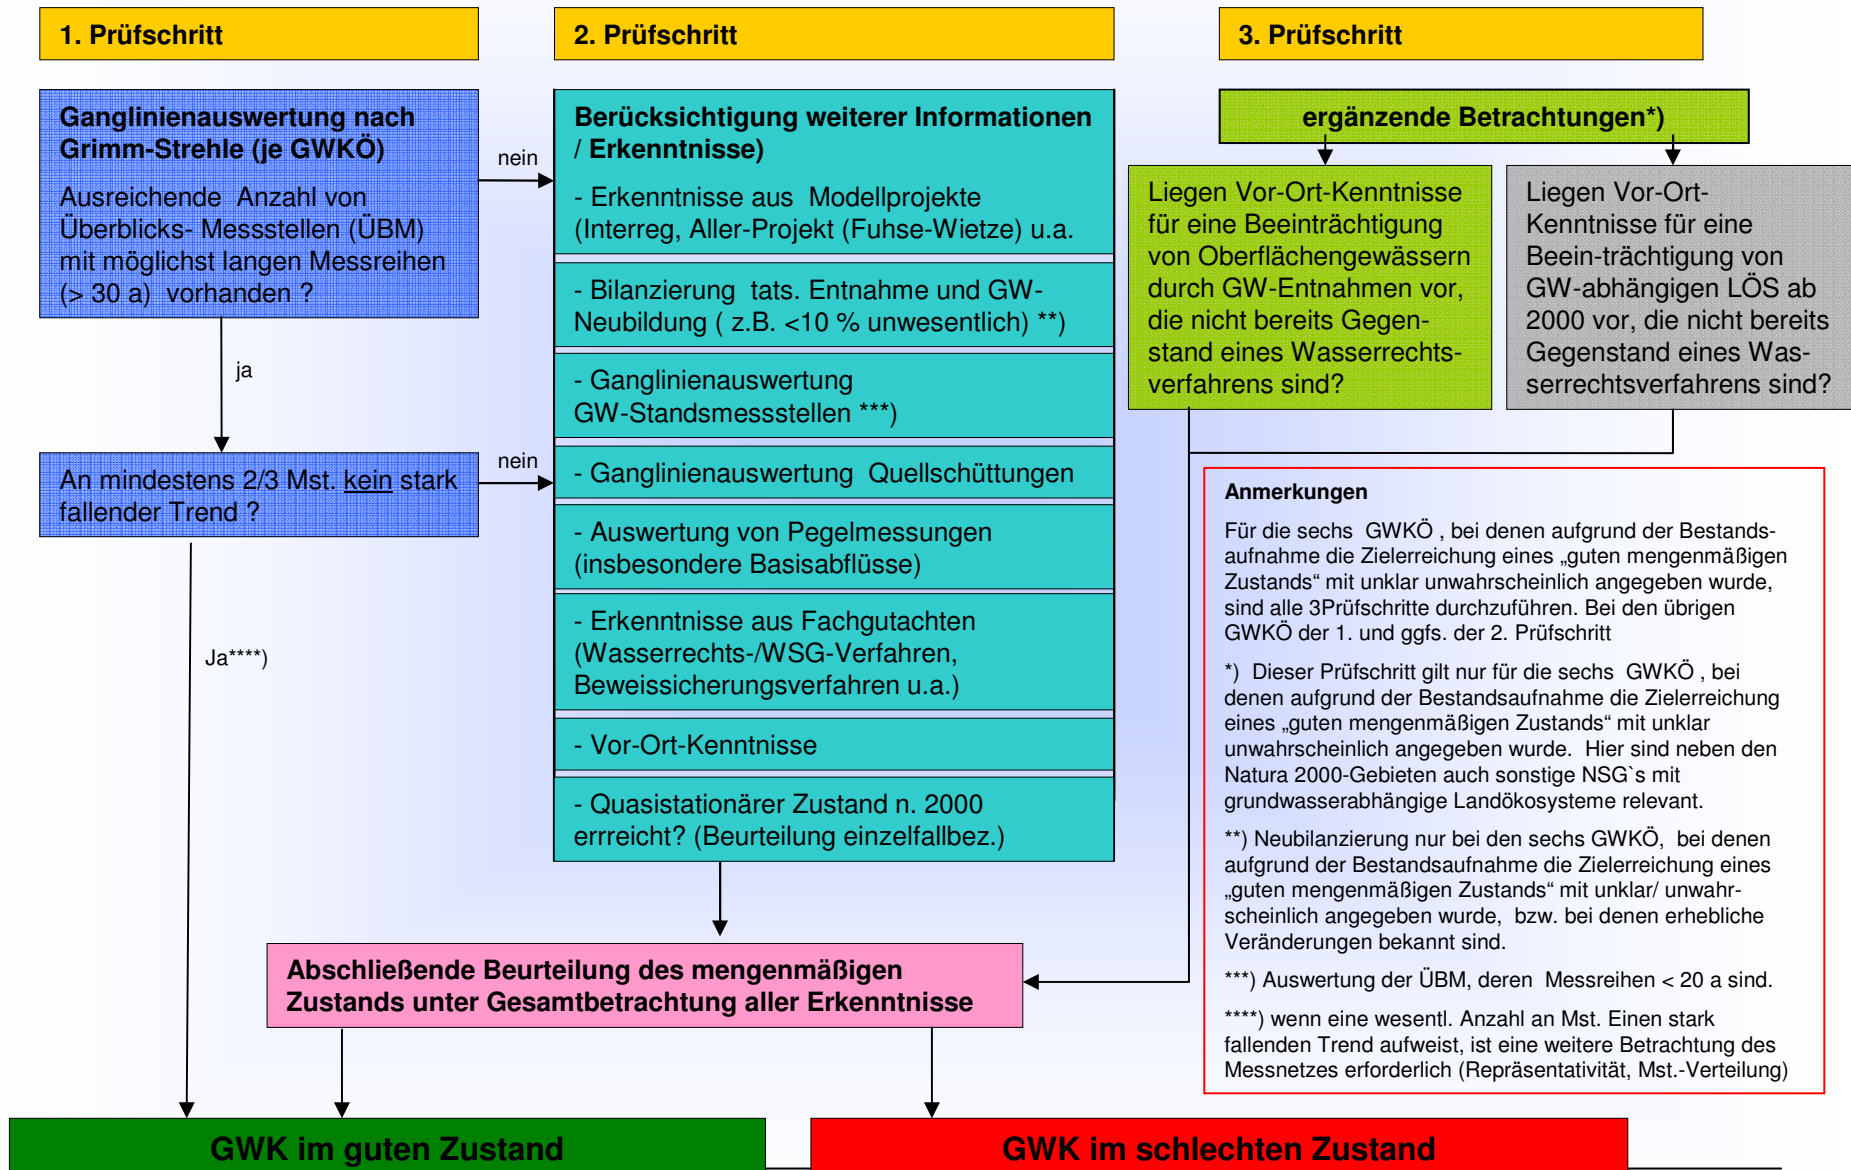 1. Prüfschritt
Ganglinienauswertung nach
Grimm-Strehle (je GWKÖ)
Ausreichende Anzahl von
Überblicks- Messstellen (ÜBM)
mit möglichst langen Messreihen
(> 30 a) vorhanden ?
nein
ja
An mindestens 2/3 Mst. kein stark
fallender Trend ?
nein
Ja****)
2. Prüfschritt
Berücksichtigung weiterer Informationen
/ Erkenntnisse)
- Erkenntnisse aus Modellprojekte
(Interreg, Aller-Projekt (Fuhse-Wietze) u.a.
- Bilanzierung tats. Entnahme und GW-
Neubildung ( z.B. <10 % unwesentlich) **)
- Ganglinienauswertung
GW-Standsmessstellen ***)
- Ganglinienauswertung Quellschüttungen
- Auswertung von Pegelmessungen
(insbesondere Basisabflüsse)
- Erkenntnisse aus Fachgutachten
(Wasserrechts-/WSG-Verfahren,
Beweissicherungsverfahren u.a.)
- Vor-Ort-Kenntnisse
- Quasistationärer Zustand n. 2000
errreicht? (Beurteilung einzelfallbez.)
3. Prüfschritt
ergänzende Betrachtungen*)
Liegen Vor-Ort-Kenntnisse
für eine Beeinträchtigung
von Oberflächengewässern
durch GW-Entnahmen vor,
die nicht bereits Gegen-
stand eines Wasserrechts-
verfahrens sind?
Liegen Vor-Ort-
Kenntnisse für eine
Beein-trächtigung von
GW-abhängigen LÖS ab
2000 vor, die nicht bereits
Gegenstand eines Was-
serrechtsverfahrens sind?
Anmerkungen
Für die sechs GWKÖ , bei denen aufgrund der Bestands-
aufnahme die Zielerreichung eines „guten mengenmäßigen
Zustands“ mit unklar unwahrscheinlich angegeben wurde,
sind alle 3Prüfschritte durchzuführen. Bei den übrigen
GWKÖ der 1. und ggfs. der 2. Prüfschritt
*) Dieser Prüfschritt gilt nur für die sechs GWKÖ , bei
denen aufgrund der Bestandsaufnahme die Zielerreichung
eines „guten mengenmäßigen Zustands“ mit unklar
unwahrscheinlich angegeben wurde. Hier sind neben den
Natura 2000-Gebieten auch sonstige NSG`s mit
grundwasserabhängige Landökosysteme relevant.
**) Neubilanzierung nur bei den sechs GWKÖ, bei denen
aufgrund der Bestandsaufnahme die Zielerreichung eines
„guten mengenmäßigen Zustands“ mit unklar/ unwahr-
scheinlich angegeben wurde, bzw. bei denen erhebliche
Veränderungen bekannt sind.
***) Auswertung der ÜBM, deren Messreihen < 20 a sind.
****) wenn eine wesentl. Anzahl an Mst. Einen stark
fallenden Trend aufweist, ist eine weitere Betrachtung des
Messnetzes erforderlich (Repräsentativität, Mst.-Verteilung)
Abschließende Beurteilung des mengenmäßigen
Zustands unter Gesamtbetrachtung aller Erkenntnisse
GWK im guten Zustand
GWK im schlechten Zustand